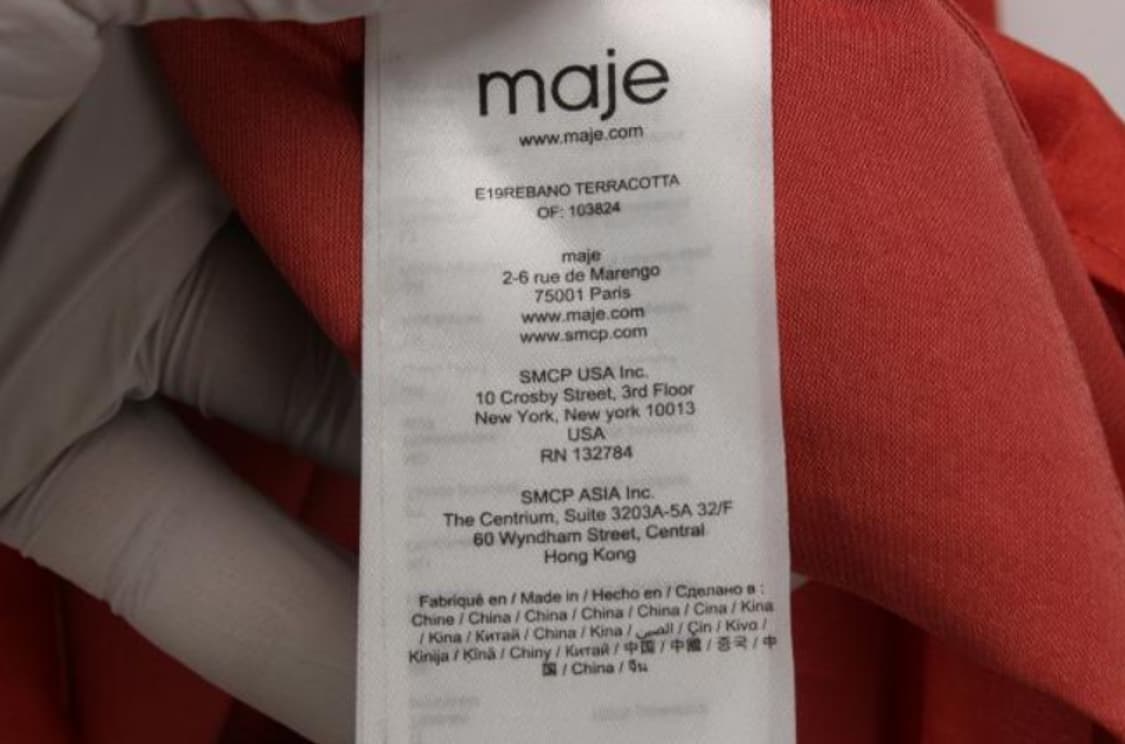 maje
www.maje.com
E19REBANO TERRACOTTA
OF: 103824
maje
2-6 rue de Marengo
75001 Paris
www.maje.com
www.smcp.com
SMCP USA Inc.
10 Crosby Street, 3rd Floor
New York, New york 10013
USA
RN 132784
SMCP ASIA Inc.
The Centrium, Suite 3203A-5A 32/F
60 Wyndham Street, Central
Hong Kong
Fabriqué en / Made in / Hecho en / Сделано в :
Chine / China / China / China / China / Cina / Kina
/ Kina / Китай / China / Kina / الصين / Çin / Kīvo /
Kinija / Kīnā / Chiny / Китай / 中国 / 中國 / 중국 / 中
国 / China / จีน